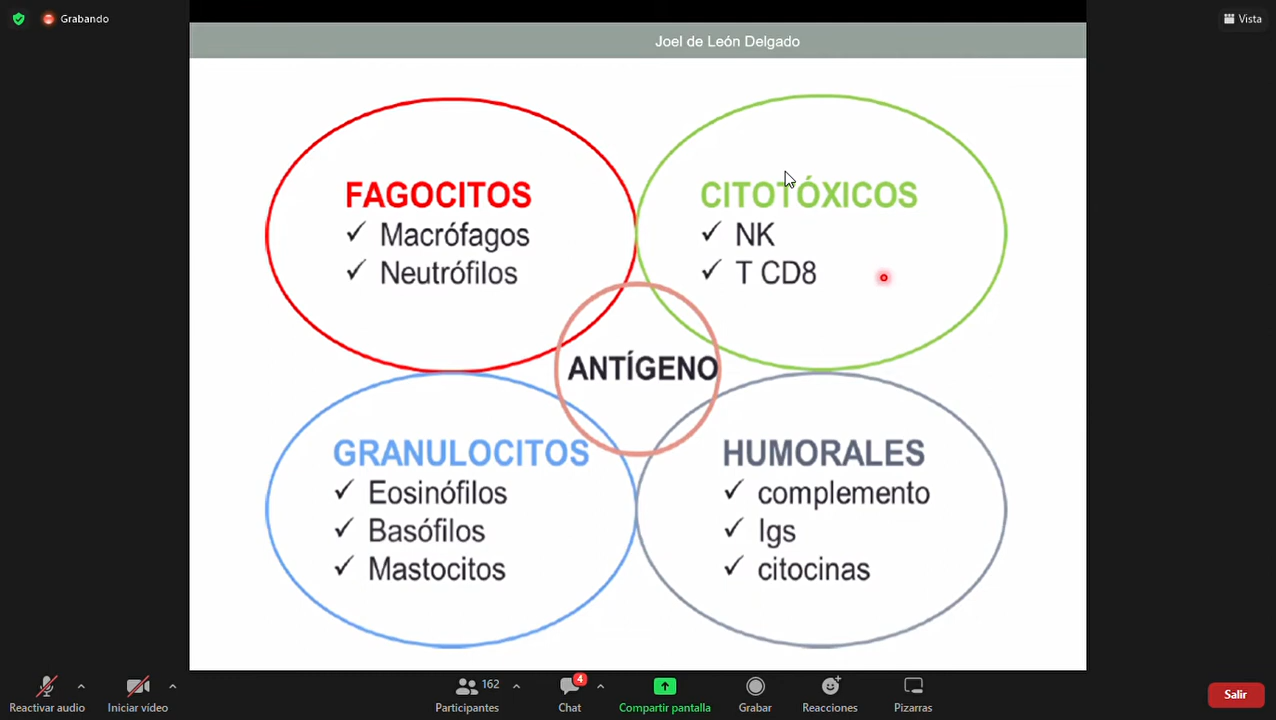 Grabando
Vista
Joel de León Delgado
FAGOCITOS
✓ Macrófagos
✓ Neutrófilos
CITOTÓXICOS
✓ NK
✓ T CD8
ANTÍGENO
GRANULOCITOS
✓ Eosinófilos
✓ Basófilos
✓ Mastocitos
HUMORALES
✓ complemento
✓ Igs
✓ citocinas
Reactivar audio
Iniciar vídeo
162
Participantes
4
Chat
Compartir pantalla
Grabar
Reacciones
Pizarras
Salir